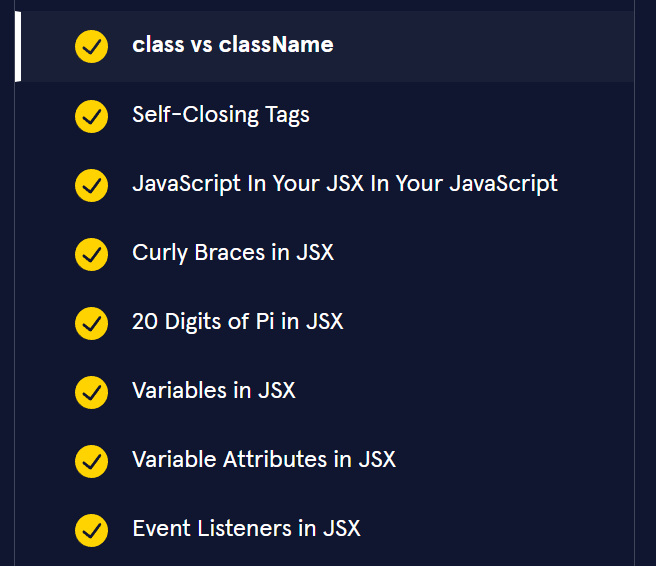 class vs className
Self-Closing Tags
JavaScript In Your JSX In Your JavaScript
Curly Braces in JSX
20 Digits of Pi in JSX
Variables in JSX
Variable Attributes in JSX
Event Listeners in JSX